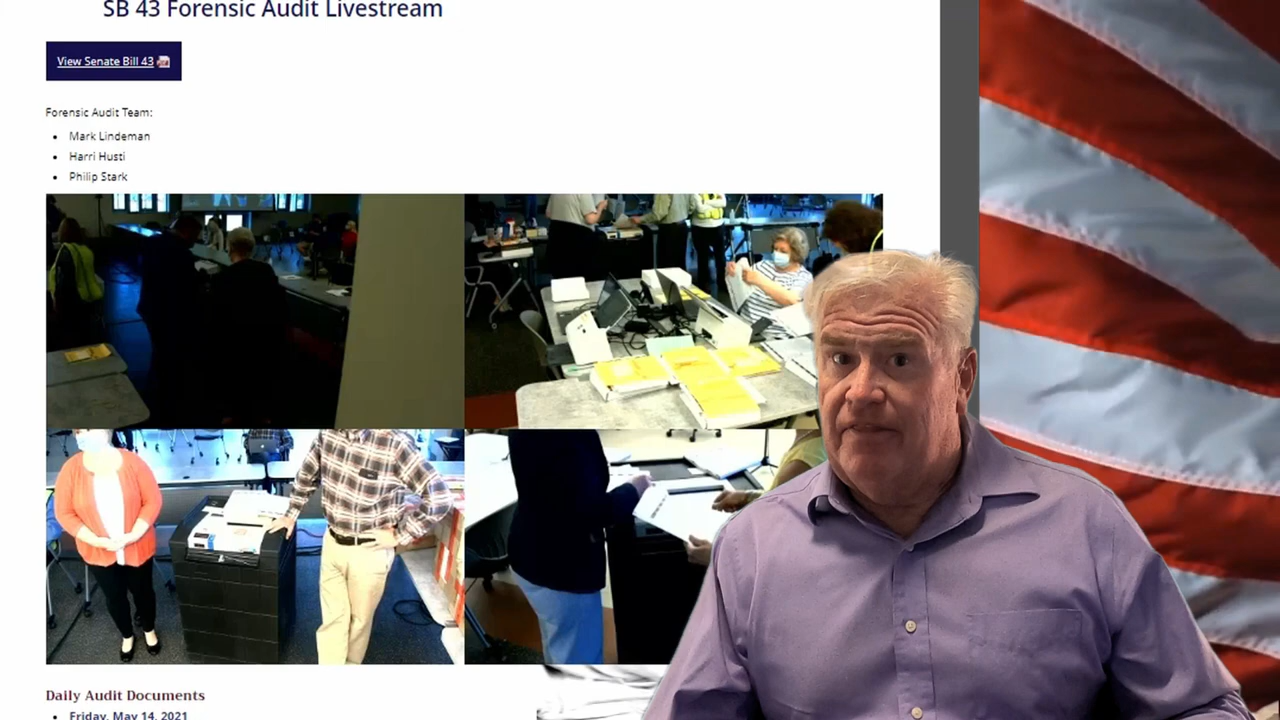 SB 43 Forensic Audit Livestream
View Senate Bill 43
Forensic Audit Team:
Mark Lindeman
Harri Husti
Philip Stark
Daily Audit Documents
Friday, May 14, 2021